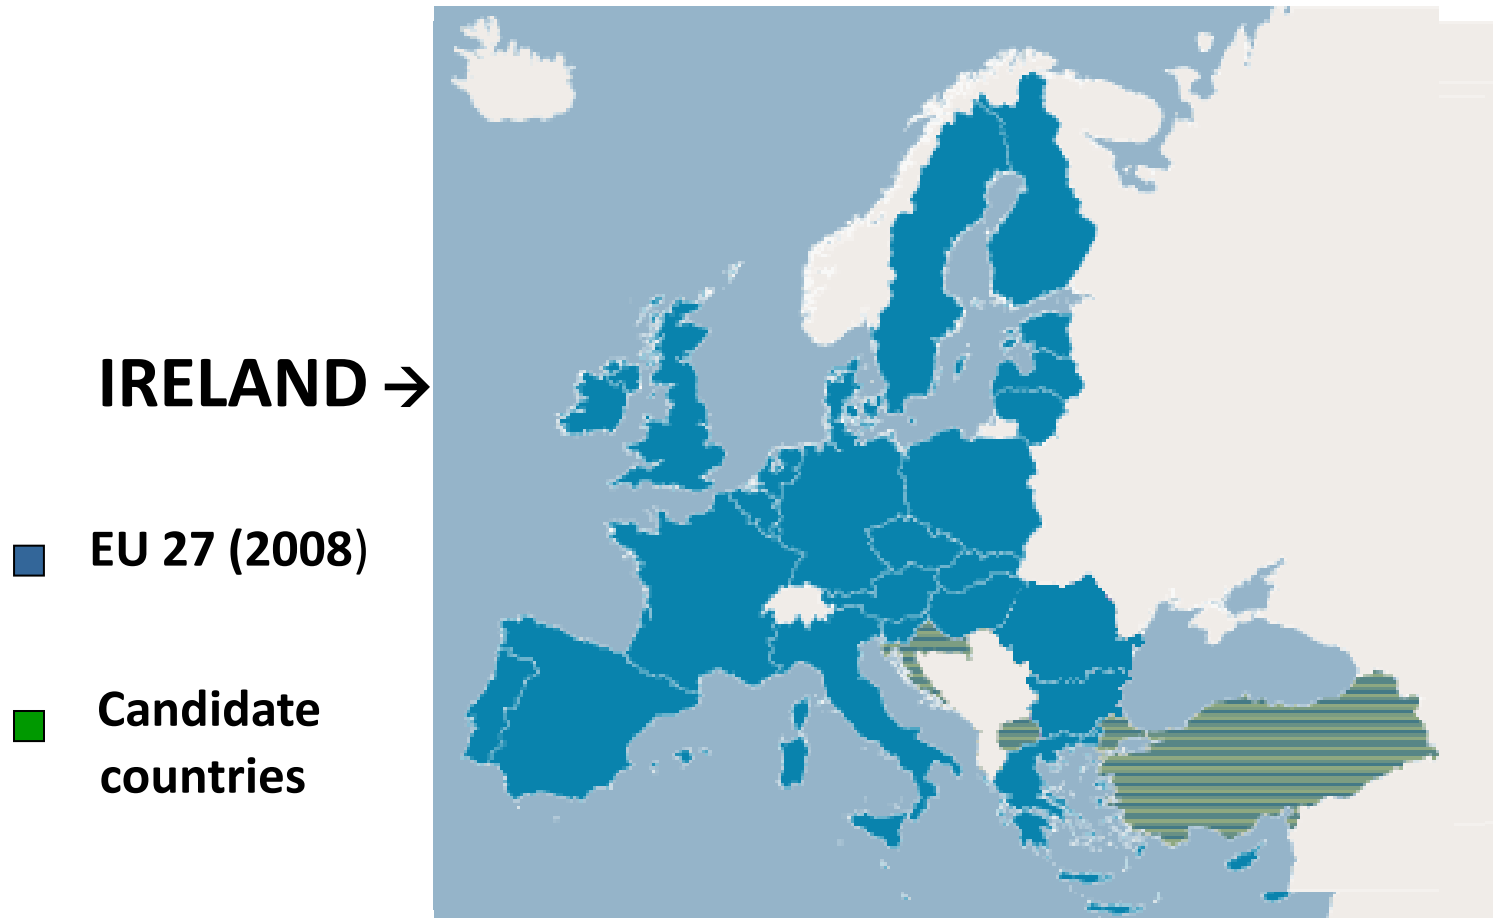 IRELAND →
EU 27 (2008)
Candidate
countries